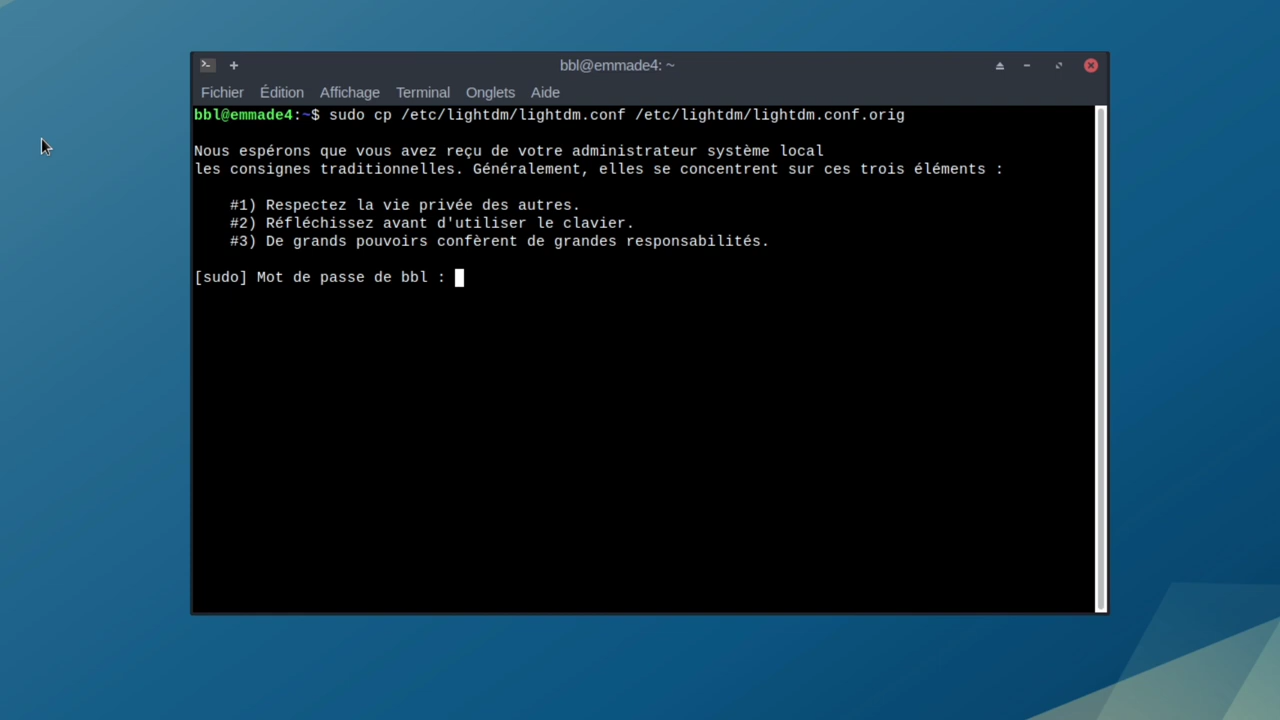 bbl@emmade4: ~
Fichier Édition Affichage Terminal Onglets Aide
bbl@emmade4:~$ sudo cp /etc/lightdm/lightdm.conf /etc/lightdm/lightdm.conf.orig
Nous espérons que vous avez reçu de votre administrateur système local
les consignes traditionnelles. Généralement, elles se concentrent sur ces trois éléments :
#1) Respectez la vie privée des autres.
#2) Réfléchissez avant d'utiliser le clavier.
#3) De grands pouvoirs confèrent de grandes responsabilités.
[sudo] Mot de passe de bbl :